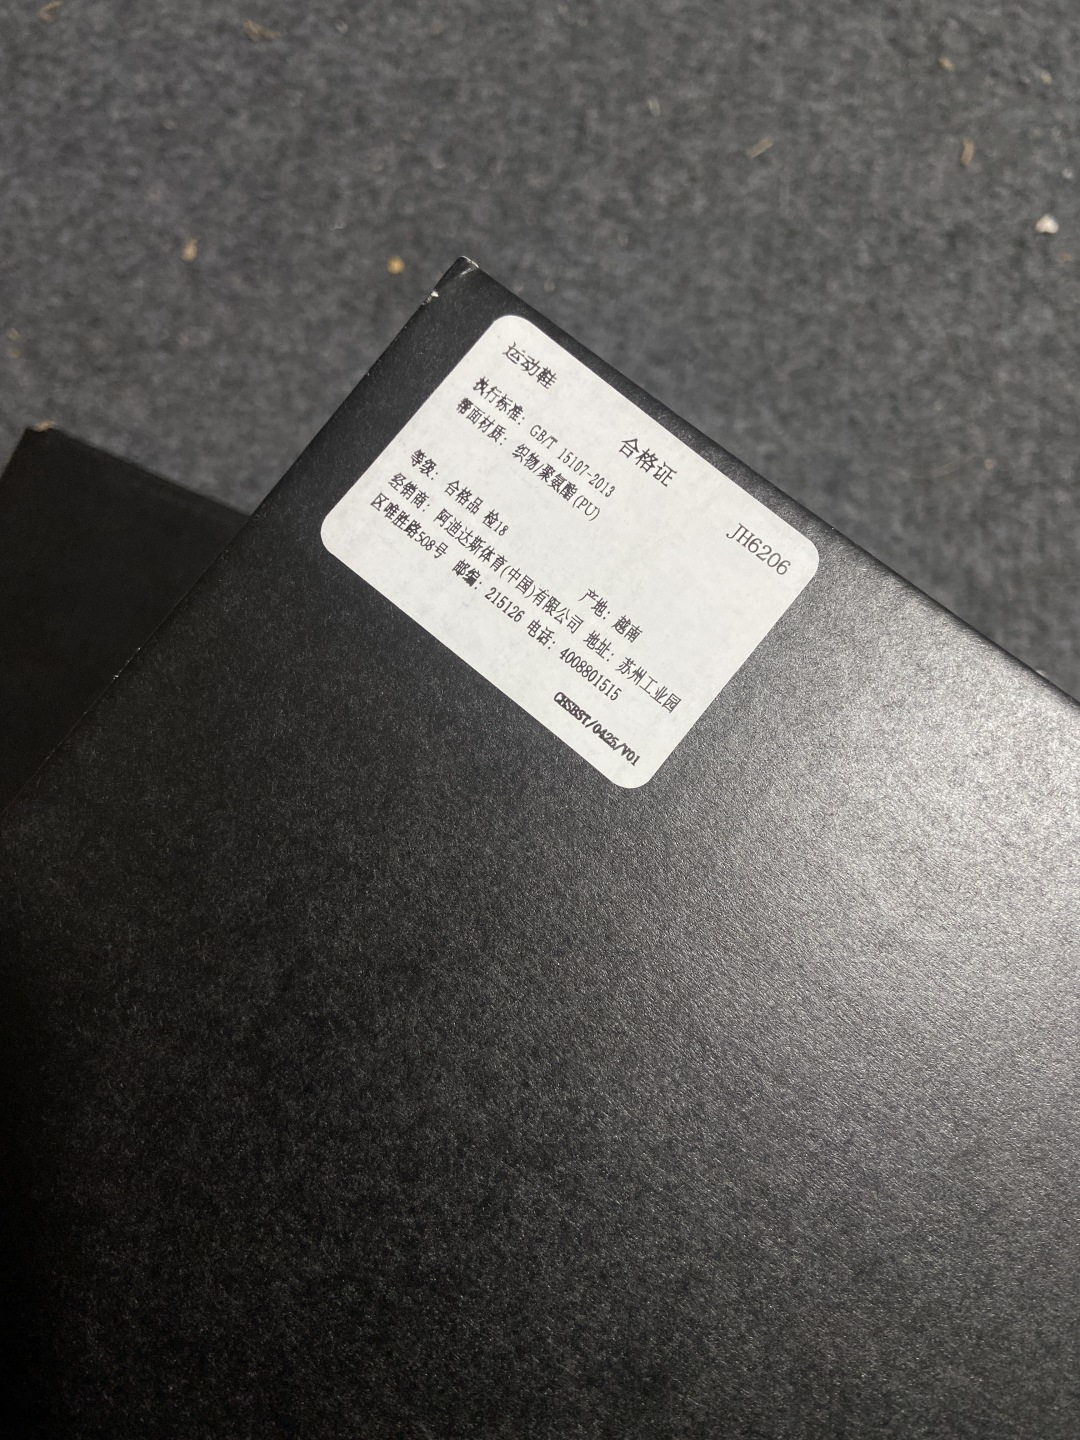 运动鞋
合格证
JH6206
执行标准: GB/T 15107-2013
帮面材质: 织物/聚氨酯(PU)
产地: 越南
等级: 合格品 检18
经销商: 阿迪达斯体育(中国)有限公司 地址: 苏州工业园
区唯胜路508号 邮编: 215126 电话: 4008801515
CHSBST/0425/V01